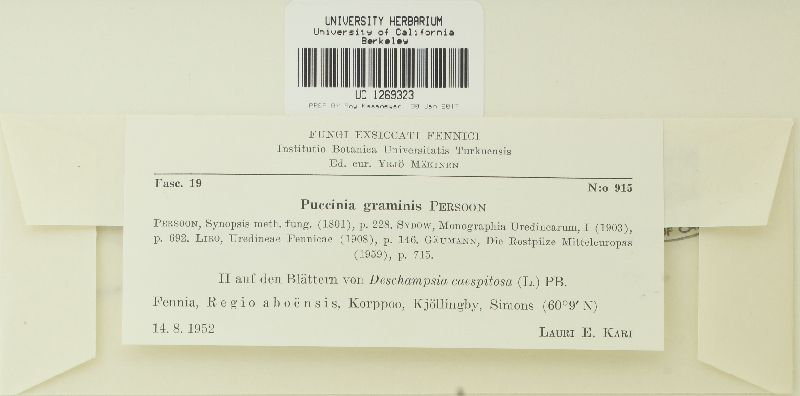 UNIVERSITY HERBARIUM
University of California
Berkeley
UC 1269323
FUNGI EXSICCATI FENNICI
Institutio Botanica Universitatis Turkuensis
Ed. cur. YRJÖ MÄKINEN
Fasc. 19
N:o 915
Puccinia graminis PERSOON
PERSOON, Synopsis meth. fung. (1801), p. 228. SYDOW, Monographia Uredinearum, I (1903),
p. 692. LIRO, Uredineae Fennicae (1908), p. 146. GÄUMANN, Die Rostpilze Mitteleuropas
(1959), p. 715.
II auf den Blättern von Deschampsia caespitosa (L.) PB.
Fennia, Regio aboënsis, Korppoo, Kjöllingby, Simons (60°9′ N)
14. 8. 1952
LAURI E. KARI